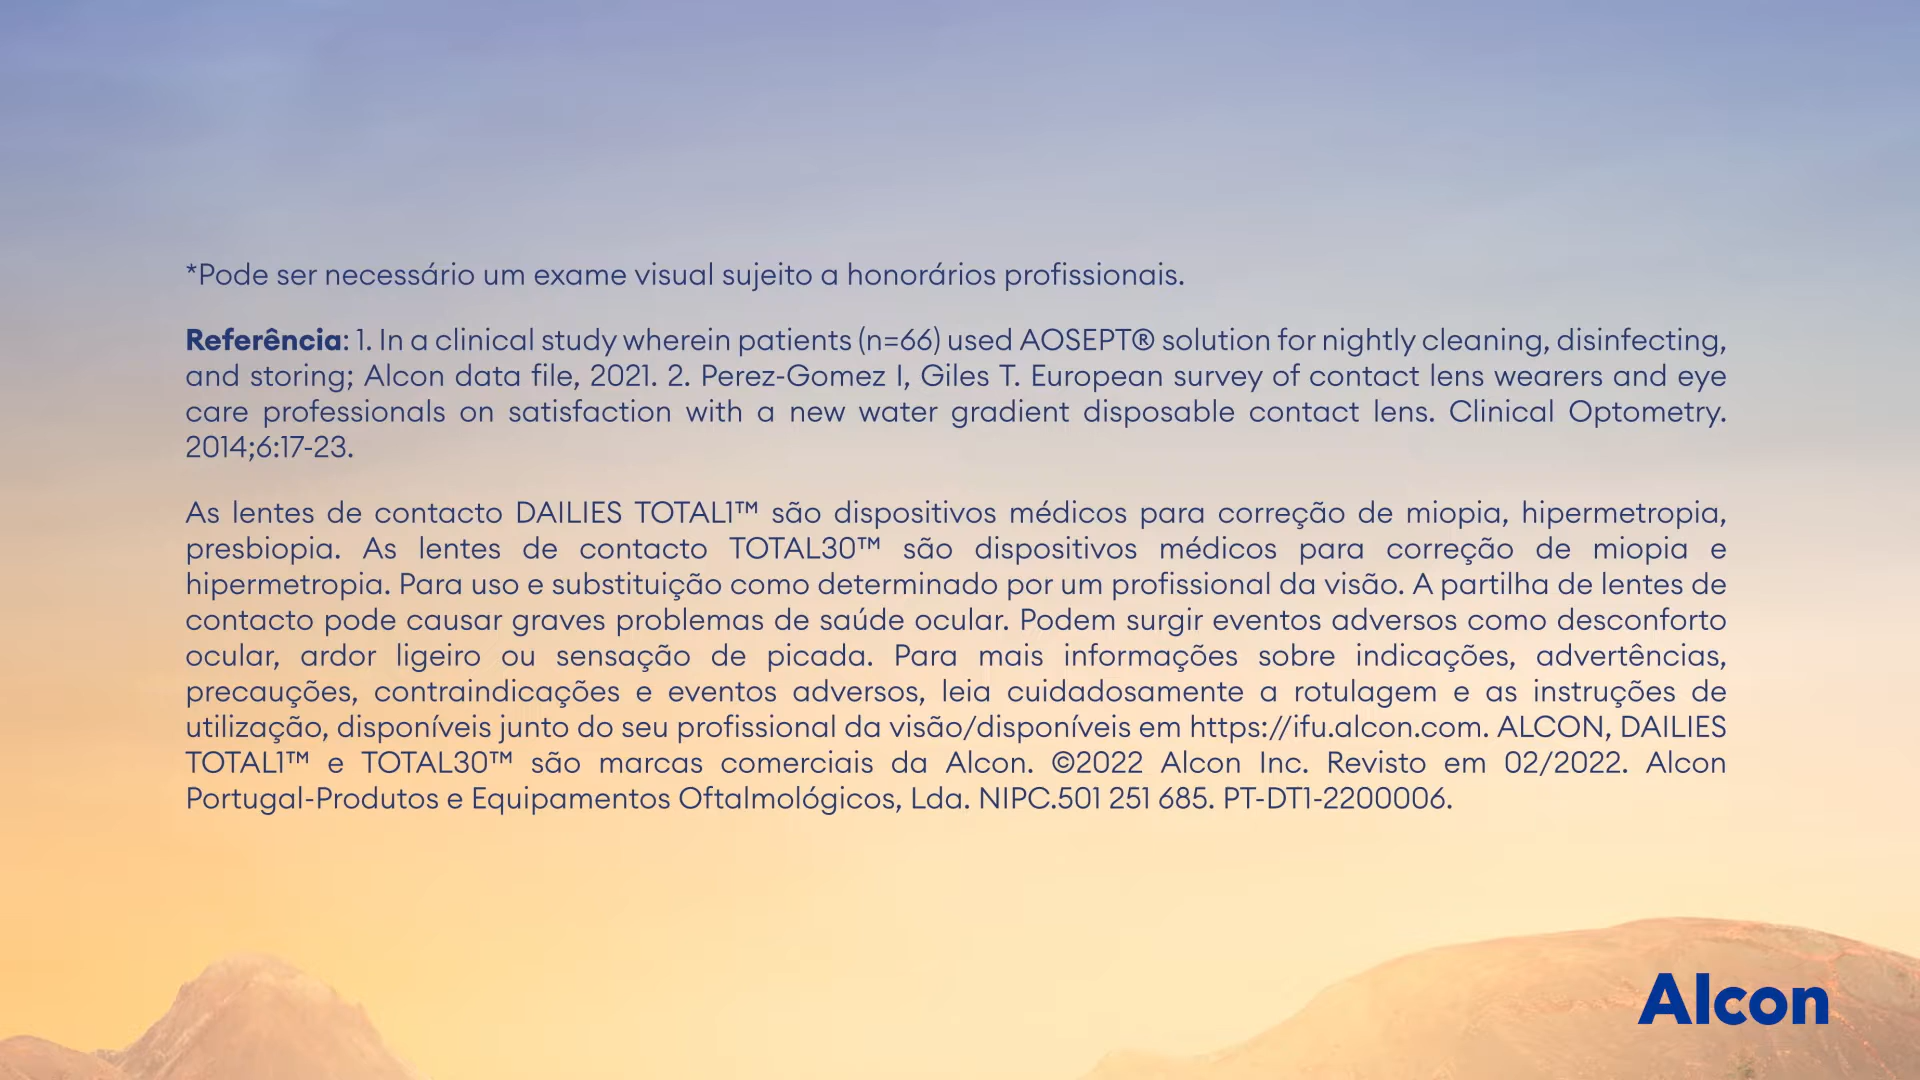 *Pode ser necessário um exame visual sujeito a honorários profissionais.
Referência: 1. In a clinical study wherein patients (n=66) used AOSEPT® solution for nightly cleaning, disinfecting,
and storing; Alcon data file, 2021. 2. Perez-Gomez I, Giles T. European survey of contact lens wearers and eye
care professionals on satisfaction with a new water gradient disposable contact lens. Clinical Optometry.
2014;6:17-23.
As lentes de contacto DAILIES TOTAL1™ são dispositivos médicos para correção de miopia, hipermetropia,
presbiopia. As lentes de contacto TOTAL30™ são dispositivos médicos para correção de miopia e
hipermetropia. Para uso e substituição como determinado por um profissional da visão. A partilha de lentes de
contacto pode causar graves problemas de saúde ocular. Podem surgir eventos adversos como desconforto
ocular, ardor ligeiro ou sensação de picada. Para mais informações sobre indicações, advertências,
precauções, contraindicações e eventos adversos, leia cuidadosamente a rotulagem e as instruções de
utilização, disponíveis junto do seu profissional da visão/disponíveis em https://ifu.alcon.com. ALCON, DAILIES
TOTAL1™ e TOTAL30™ são marcas comerciais da Alcon. ©2022 Alcon Inc. Revisto em 02/2022. Alcon
Portugal-Produtos e Equipamentos Oftalmológicos, Lda. NIPC.501 251 685. PT-DT1-2200006.
Alcon